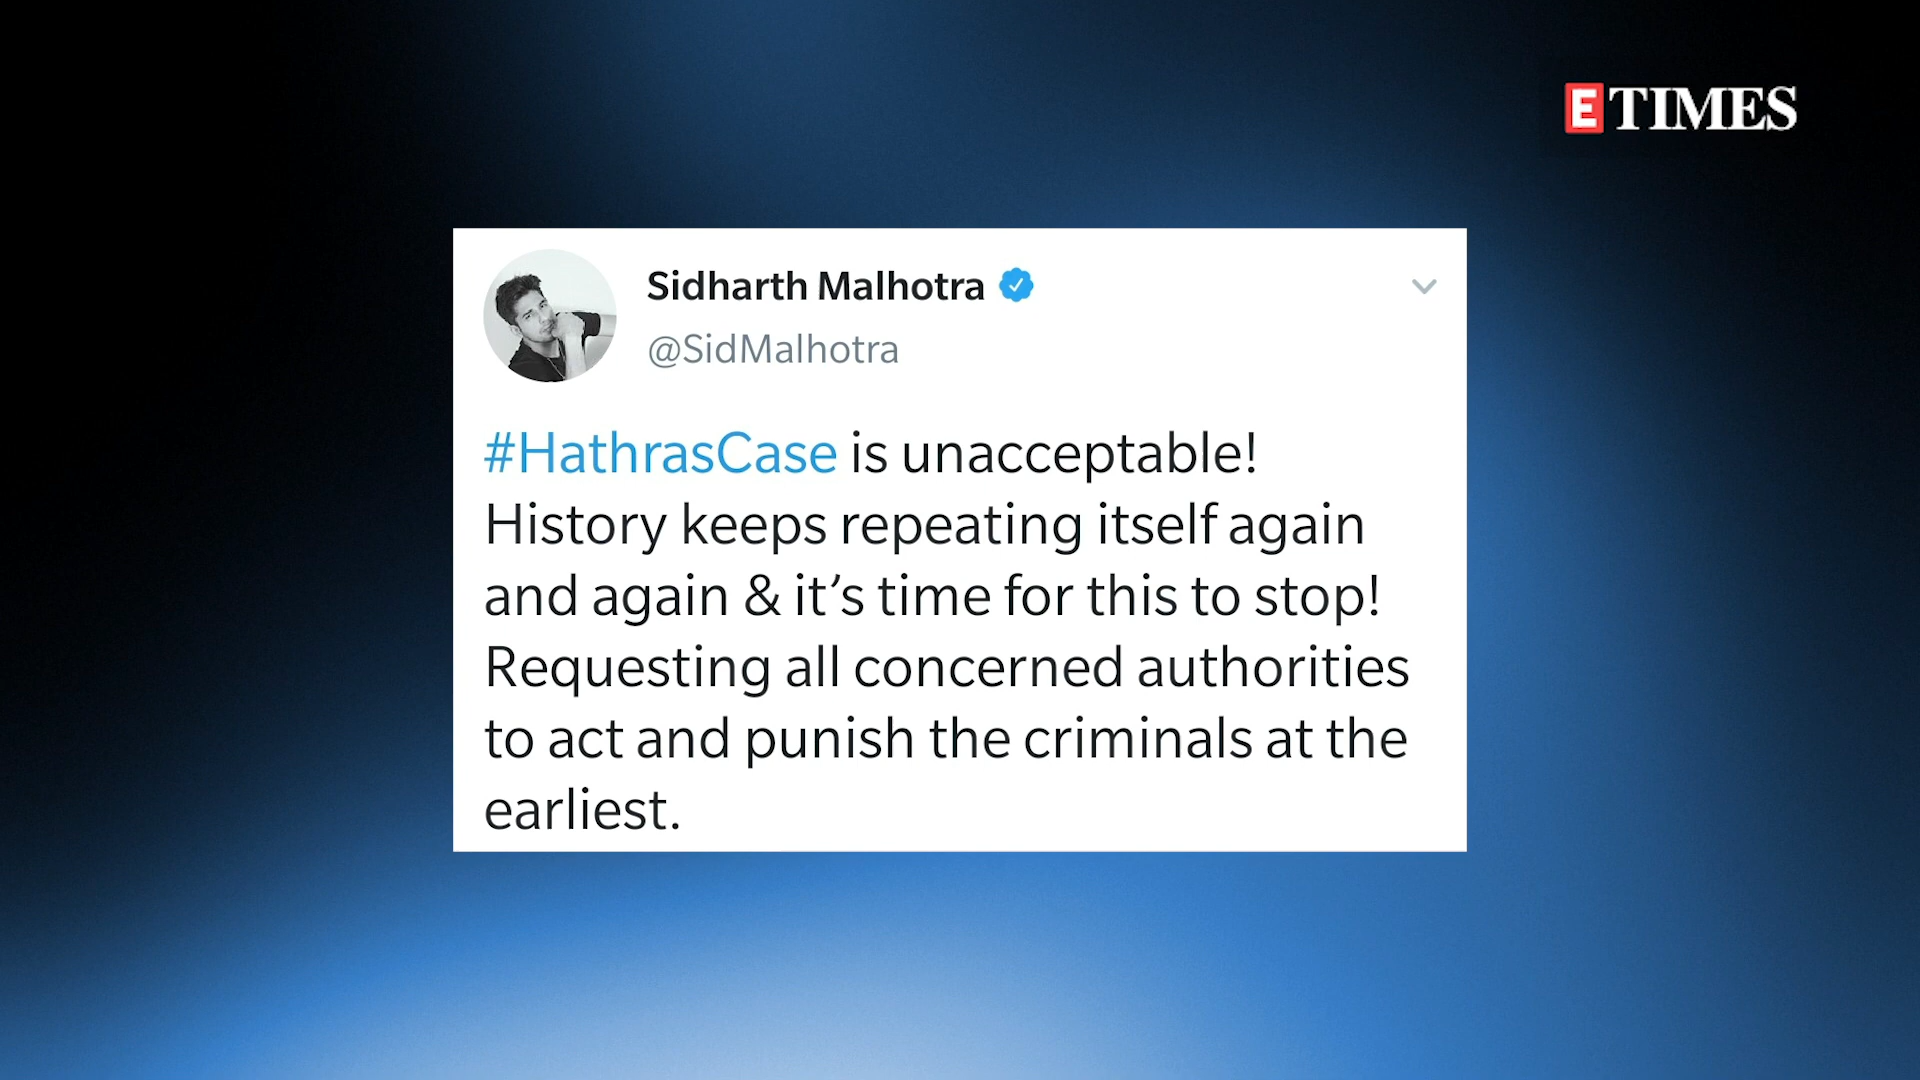 E TIMES
Sidharth Malhotra
@SidMalhotra
#HathrasCase is unacceptable!
History keeps repeating itself again
and again & it’s time for this to stop!
Requesting all concerned authorities
to act and punish the criminals at the
earliest.